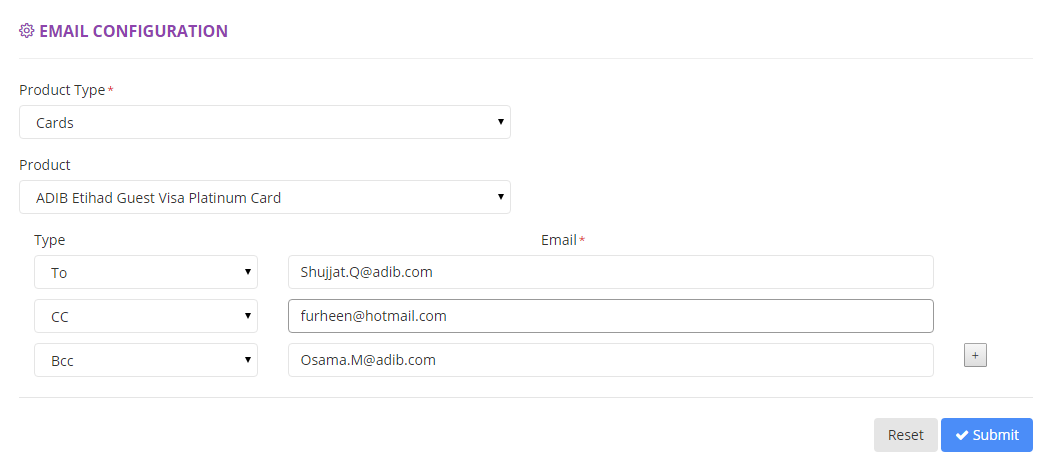 EMAIL CONFIGURATION
Product Type*
Cards
Product
ADIB Etihad Guest Visa Platinum Card
Type Email*
To Shujjat.Q@adib.com
CC furheen@hotmail.com
Bcc Osama.M@adib.com +
Reset Submit